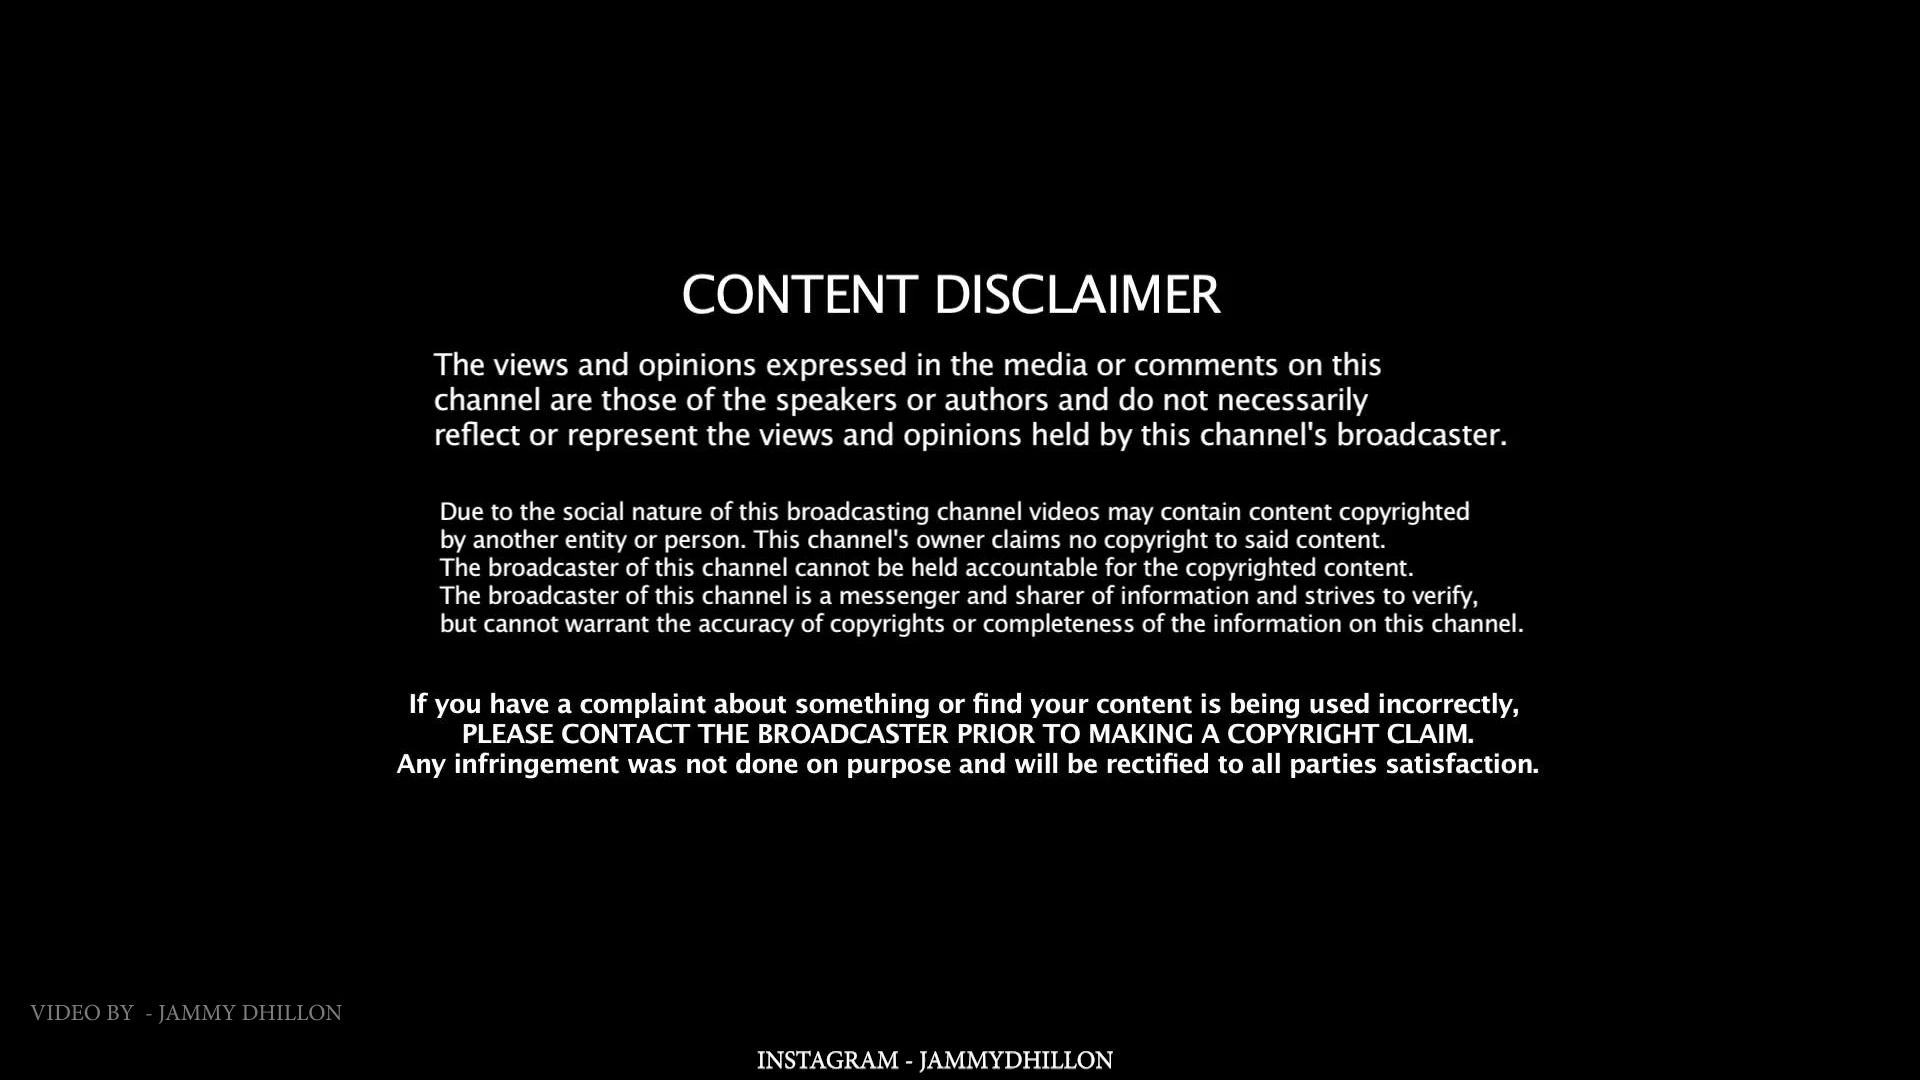 CONTENT DISCLAIMER
The views and opinions expressed in the media or comments on this
channel are those of the speakers or authors and do not necessarily
reflect or represent the views and opinions held by this channel's broadcaster.
Due to the social nature of this broadcasting channel videos may contain content copyrighted
by another entity or person. This channel's owner claims no copyright to said content.
The broadcaster of this channel cannot be held accountable for the copyrighted content.
The broadcaster of this channel is a messenger and sharer of information and strives to verify,
but cannot warrant the accuracy of copyrights or completeness of the information on this channel.
If you have a complaint about something or find your content is being used incorrectly,
PLEASE CONTACT THE BROADCASTER PRIOR TO MAKING A COPYRIGHT CLAIM.
Any infringement was not done on purpose and will be rectified to all parties satisfaction.
VIDEO BY - JAMMY DHILLON
INSTAGRAM - JAMMYDHILLON